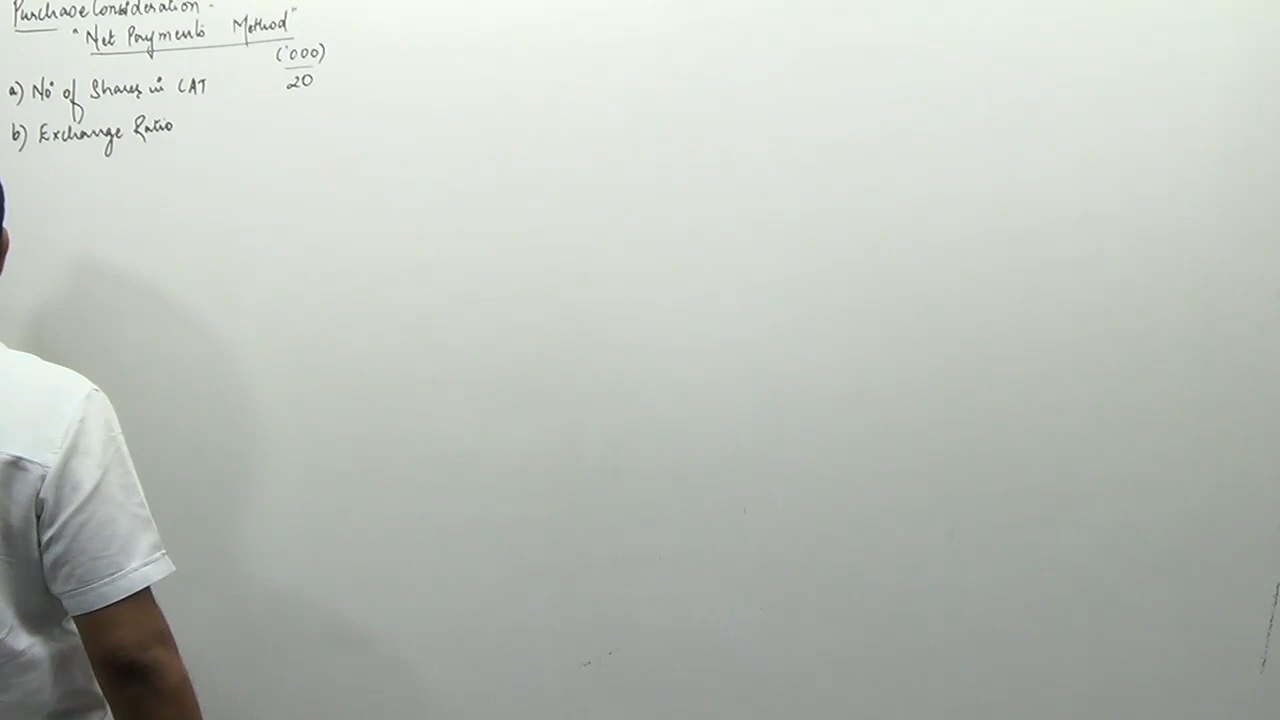 Purchase Consideration -
"Net Payments Method"
('000)
a) No of Shares in CAT 20
b) Exchange Ratio